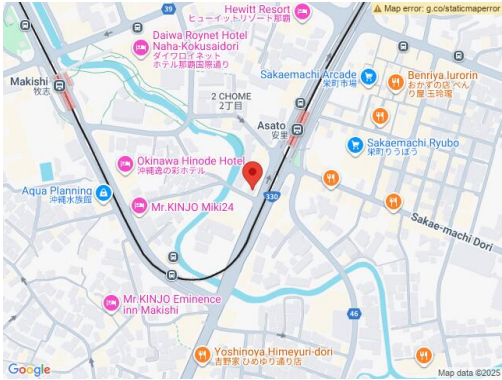 Hewitt Resort
ヒューイットリゾート那覇
Map error: g.co/staticmaperror
39
Daiwa Roynet Hotel
Naha-Kokusaidori
ダイワロイネット
ホテル那覇国際通り
Makishi
牧志
Sakaemachi Arcade
栄町市場
Benriya.Iurorin
おかずの店 べん
り屋 玉玲瓏
2 CHOME
2丁目
Asato
安里
Sakaemachi Ryubo
栄町りうぼう
Okinawa Hinode Hotel
沖縄逸の彩ホテル
Aqua Planning
沖縄水族館
Mr.KINJO Miki24
330
Sakae-machi Dori
Mr.KINJO Eminence
inn Makishi
46
Yoshinoya Himeyuri-dori
吉野家 ひめゆり通り店
Google
Map data ©2025